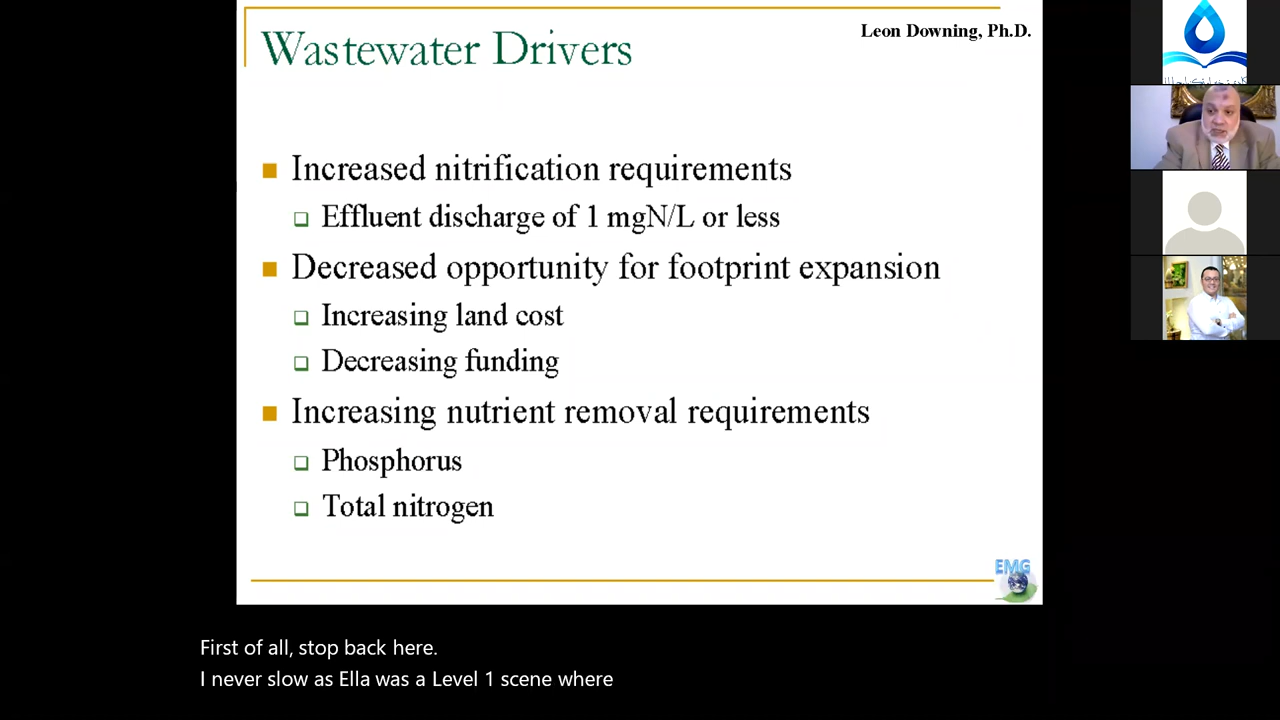 Leon Downing, Ph.D.
Wastewater Drivers
Increased nitrification requirements
Effluent discharge of 1 mgN/L or less
Decreased opportunity for footprint expansion
Increasing land cost
Decreasing funding
Increasing nutrient removal requirements
Phosphorus
Total nitrogen
EMG
First of all, stop back here.
I never slow as Ella was a Level 1 scene where